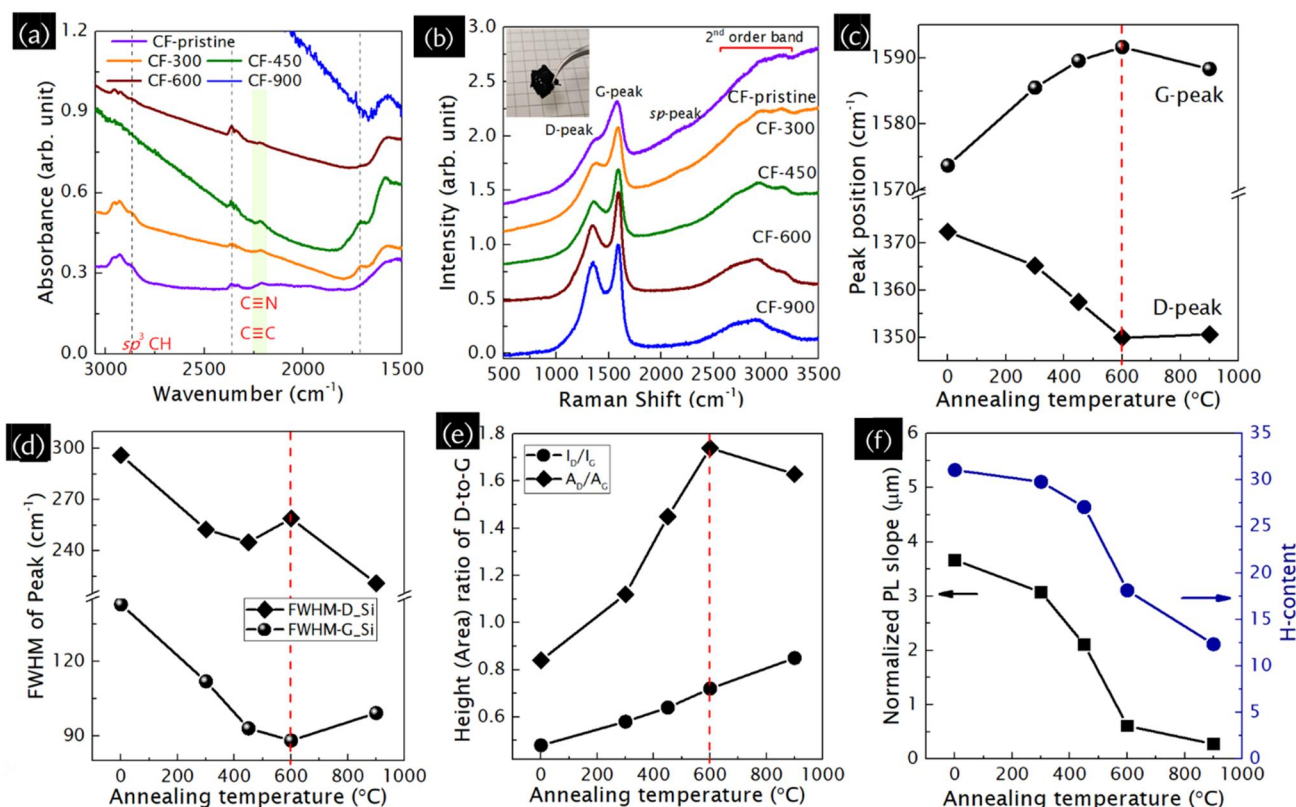 (a)
1.2
0.9
0.6
0.3
0.0
Absorbance (arb. unit)
CF-pristine
CF-300 CF-450
CF-600 CF-900
C≡N
C≡C
sp³ CH
3000 2500 2000 1500
Wavenumber (cm⁻¹)
(b)
3.0
2.5
2.0
1.5
1.0
0.5
0.0
Intensity (arb. unit)
2nd order band
G-peak
D-peak
sp-peak
CF-pristine
CF-300
CF-450
CF-600
CF-900
500 1000 1500 2000 2500 3000 3500
Raman Shift (cm⁻¹)
(c)
1590
1580
1570
1370
1360
1350
Peak position (cm⁻¹)
G-peak
D-peak
0 200 400 600 800 1000
Annealing temperature (°C)
(d)
300
270
240
120
90
FWHM of Peak (cm⁻¹)
FWHM-D_Si
FWHM-G_Si
0 200 400 600 800 1000
Annealing temperature (°C)
(e)
1.8
1.6
1.4
1.2
1.0
0.8
0.6
Height (Area) ratio of D-to-G
I_D/I_G
A_D/A_G
0 200 400 600 800 1000
Annealing temperature (°C)
(f)
6
5
4
3
2
1
0
Normalized PL slope (μm)
35
30
25
20
15
10
5
0
H-content
0 200 400 600 800 1000
Annealing temperature (°C)